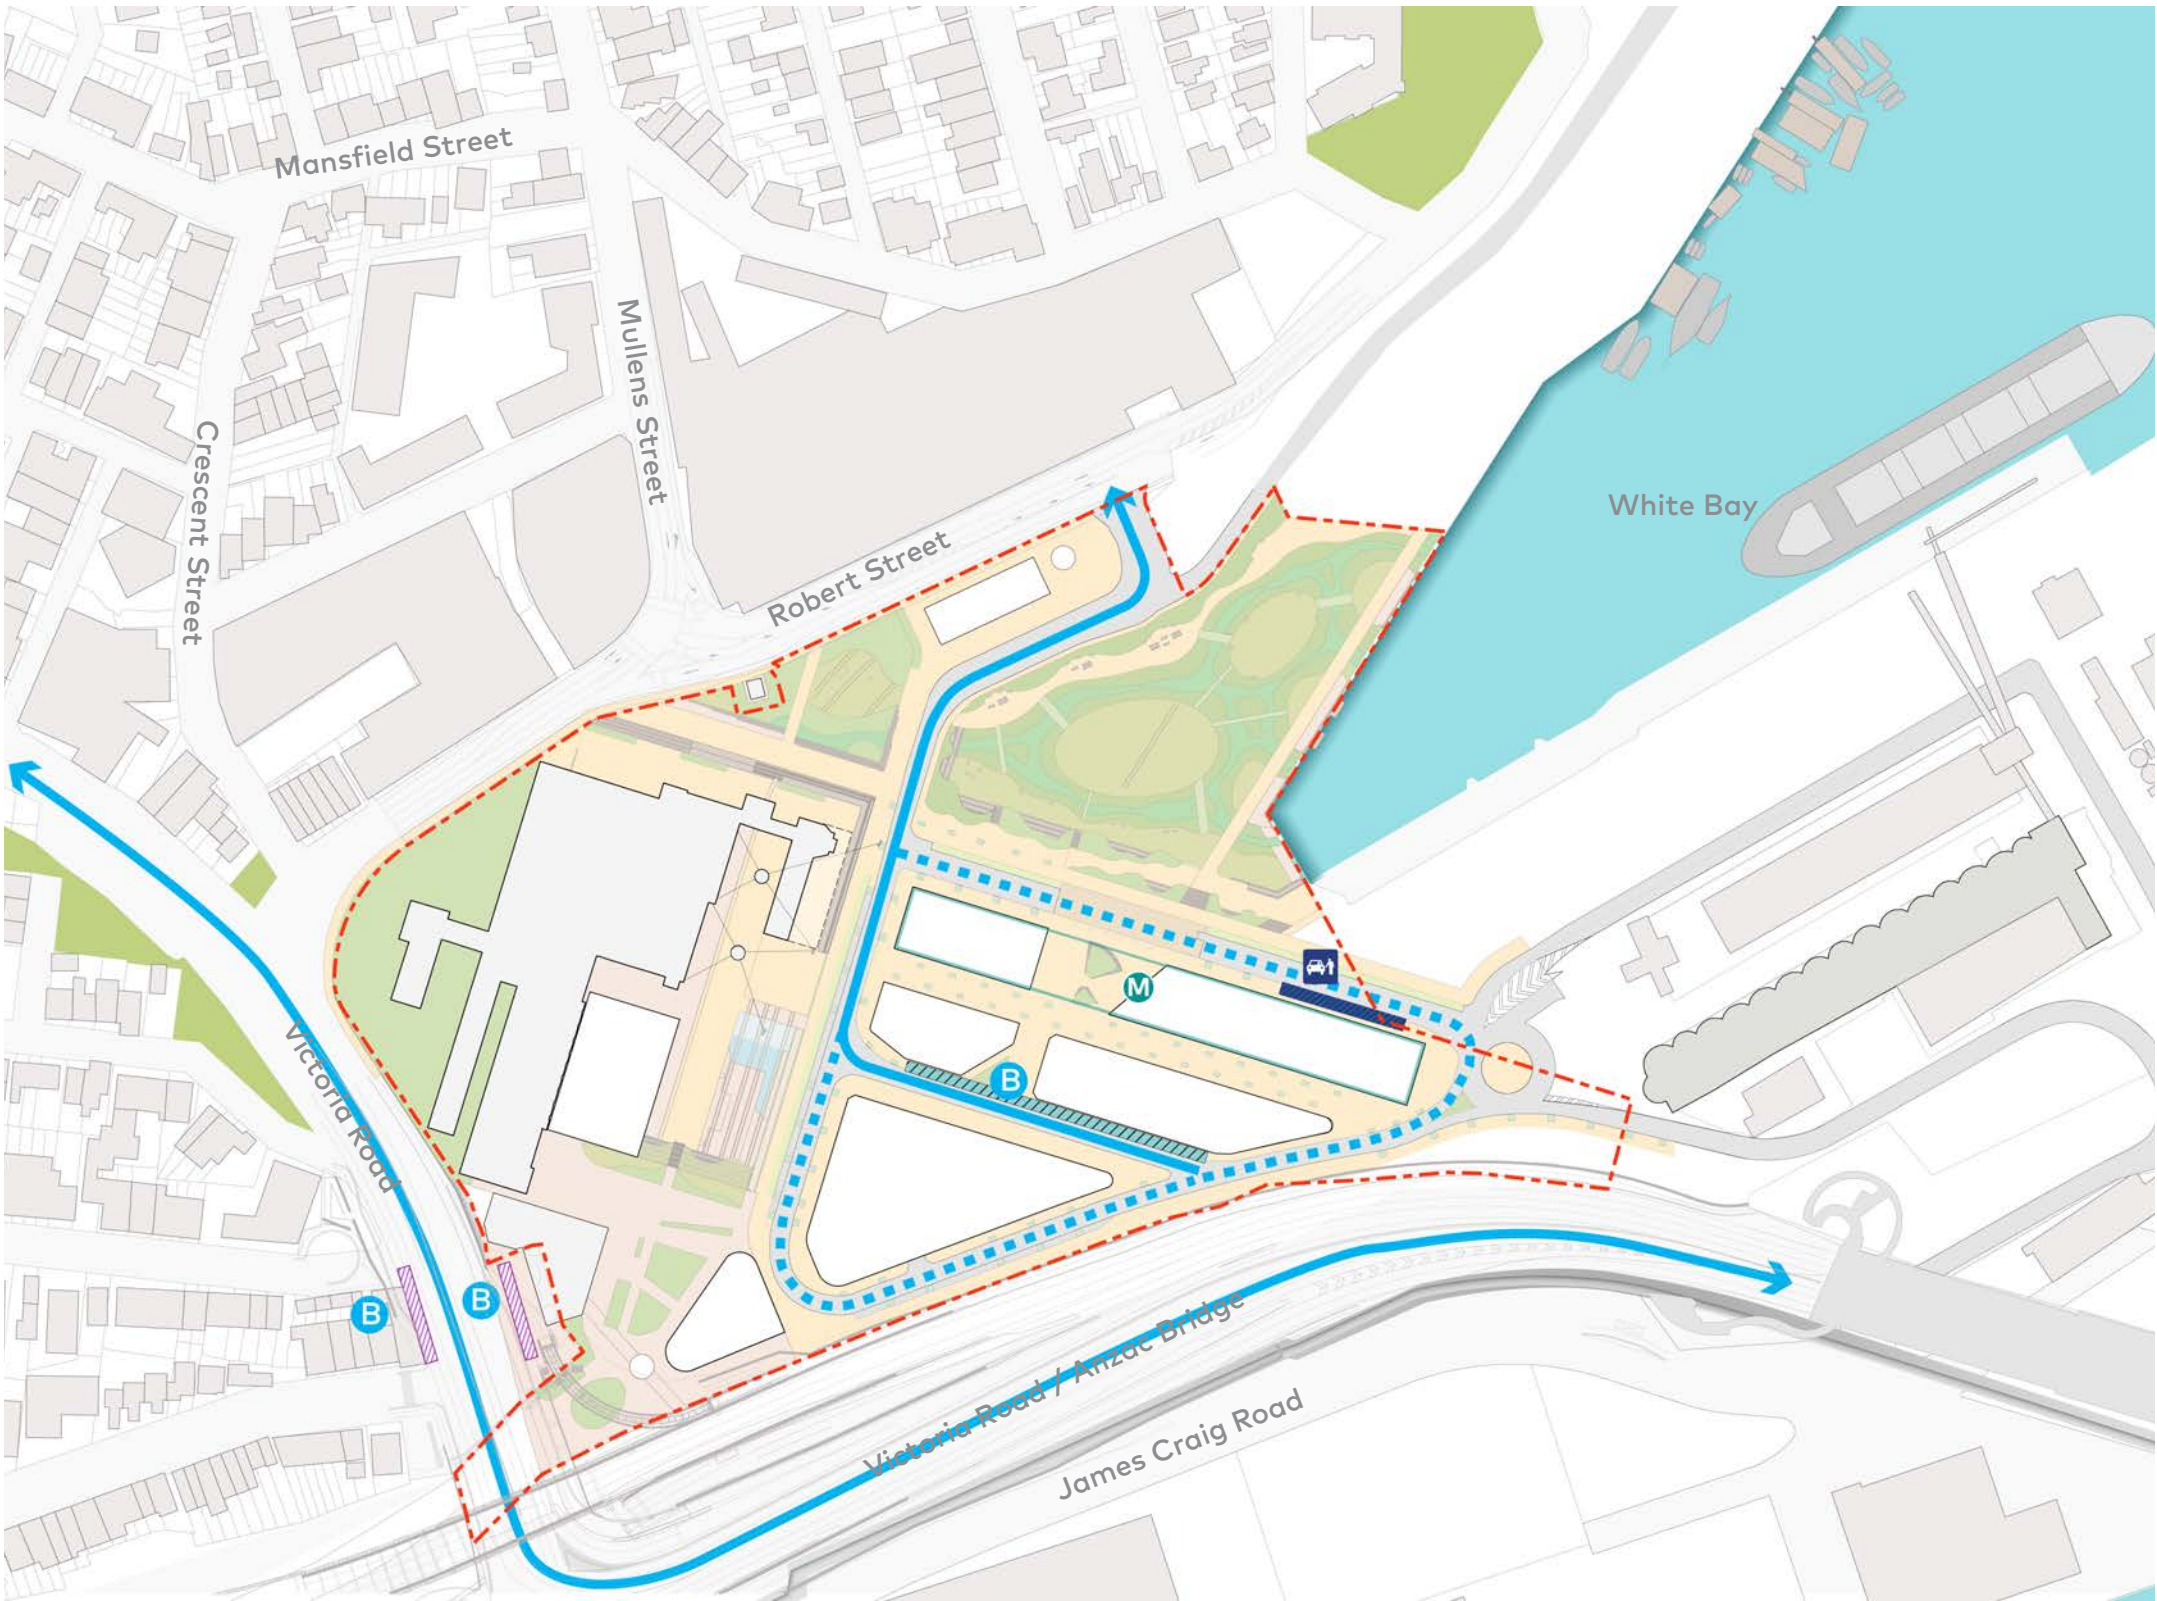 Mansfield Street
Mullens Street
Crescent Street
White Bay
Robert Street
M
Victoria Road
B
B
B
Victoria Road / Anzac Bridge
James Craig Road